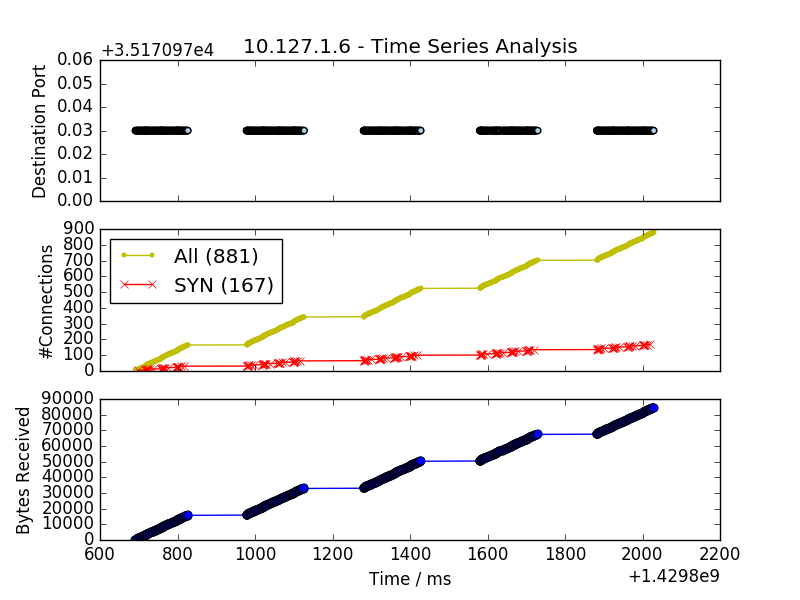 +3.517097e4
10.127.1.6 - Time Series Analysis
Destination Port
0.06
0.05
0.04
0.03
0.02
0.01
0.00
#Connections
900
800
700
600
500
400
300
200
100
0
All (881)
SYN (167)
Bytes Received
90000
80000
70000
60000
50000
40000
30000
20000
10000
0
600 800 1000 1200 1400 1600 1800 2000 2200
Time / ms
+1.4298e9